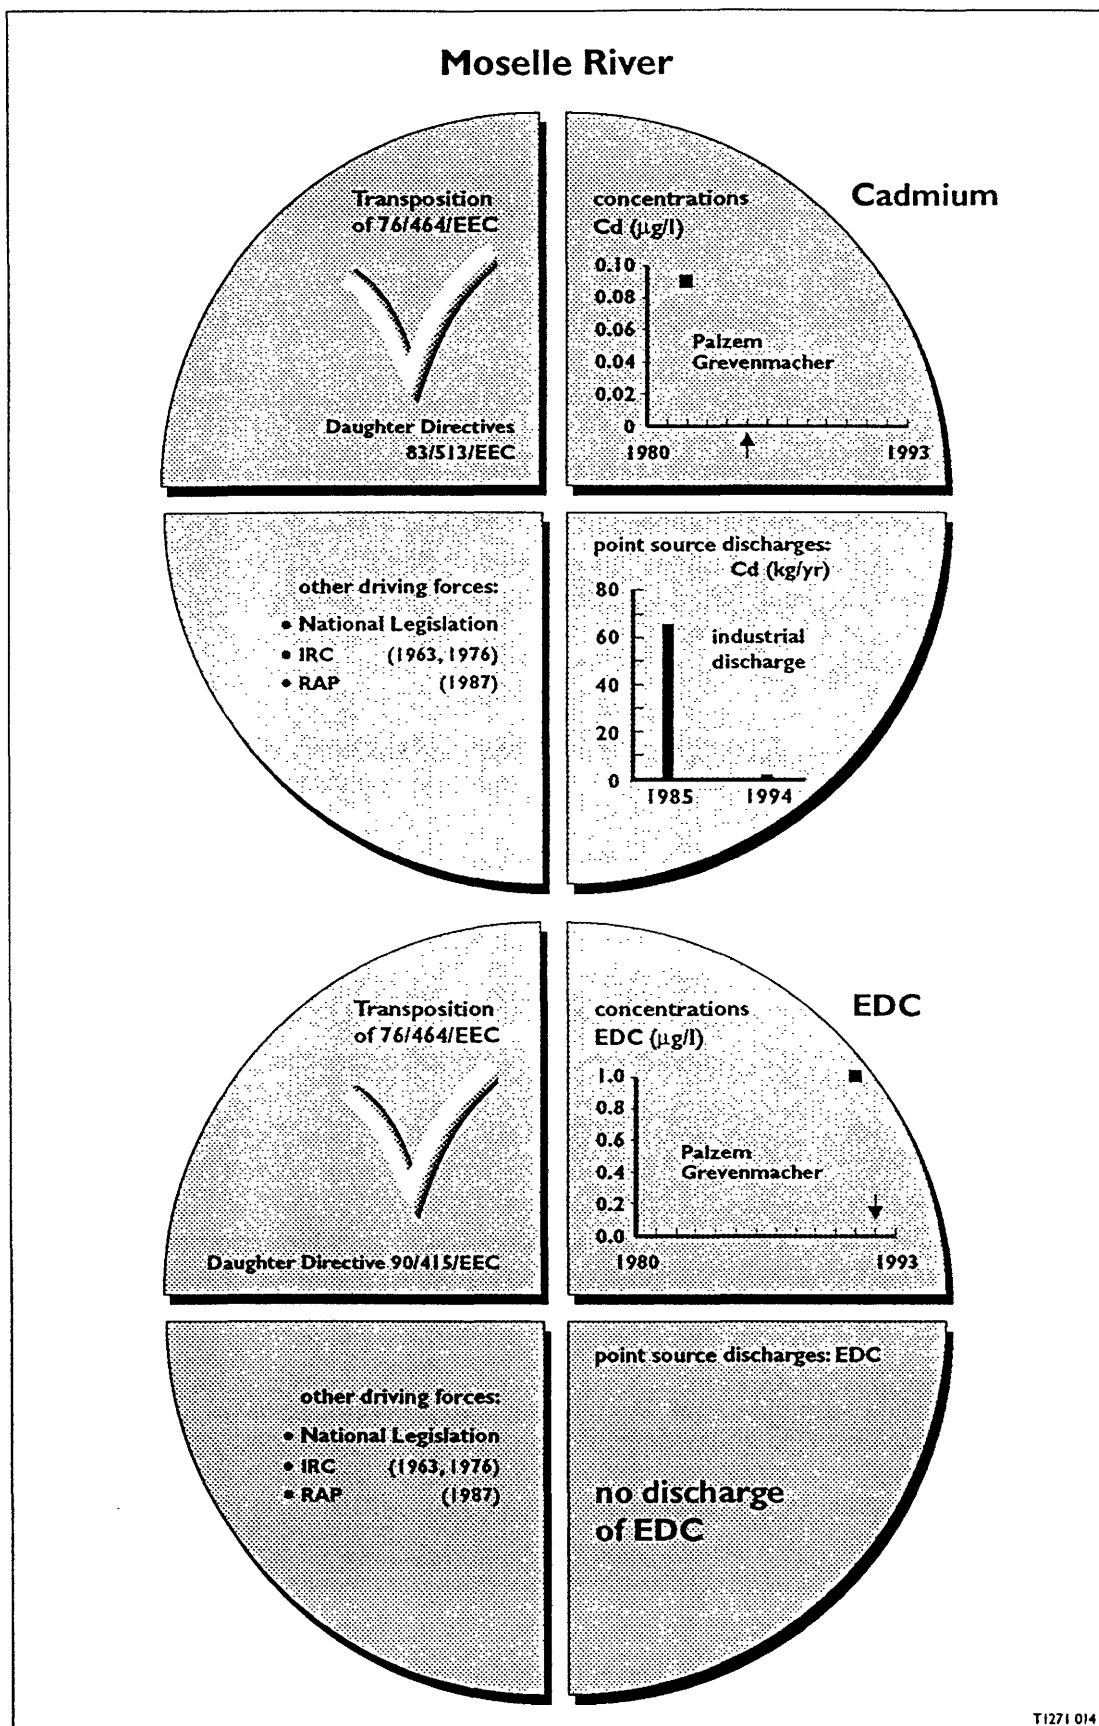 Moselle River
Cadmium
Transposition
of 76/464/EEC
Daughter Directives
83/513/EEC
concentrations
Cd (µg/l)
0.10
0.08
0.06
0.04
0.02
0
Palzem
Grevenmacher
1980
1993
other driving forces:
• National Legislation
• IRC (1963, 1976)
• RAP (1987)
point source discharges:
Cd (kg/yr)
80
60
40
20
0
industrial
discharge
1985
1994
EDC
Transposition
of 76/464/EEC
Daughter Directive 90/415/EEC
concentrations
EDC (µg/l)
1.0
0.8
0.6
0.4
0.2
0.0
Palzem
Grevenmacher
1980
1993
other driving forces:
• National Legislation
• IRC (1963, 1976)
• RAP (1987)
point source discharges: EDC
no discharge
of EDC
T1271 014